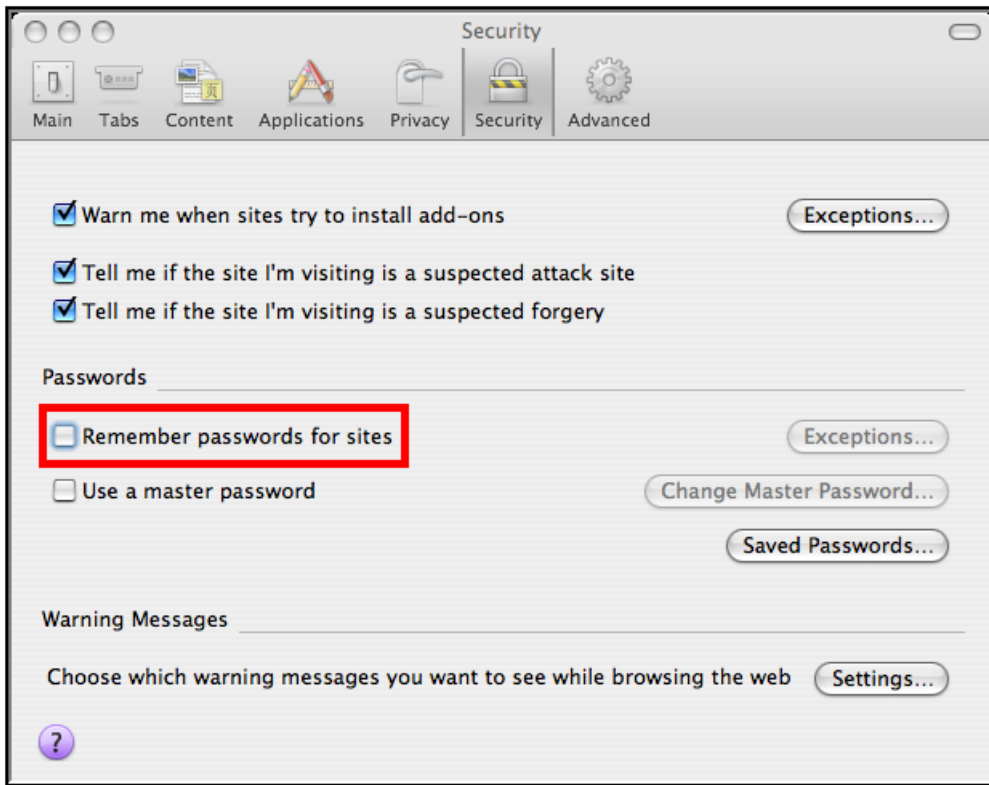 Security
Main Tabs Content Applications Privacy Security Advanced
Warn me when sites try to install add-ons Exceptions...
Tell me if the site I'm visiting is a suspected attack site
Tell me if the site I'm visiting is a suspected forgery
Passwords
Remember passwords for sites Exceptions...
Use a master password Change Master Password...
Saved Passwords...
Warning Messages
Choose which warning messages you want to see while browsing the web Settings...
?